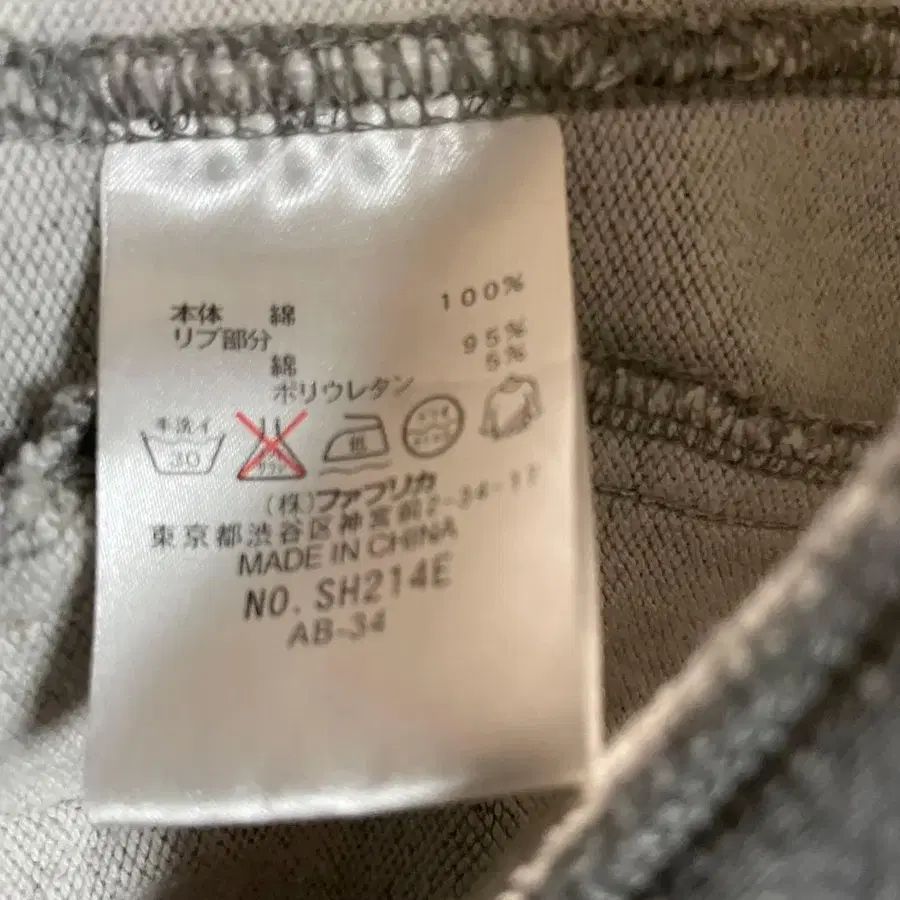 本体 綿 100%
リブ部分
綿 95%
ポリウレタン 5%
手洗イ 30
低
(株)ファブリカ
東京都渋谷区神宮前2-34-17
MADE IN CHINA
NO. SH214E
AB-34